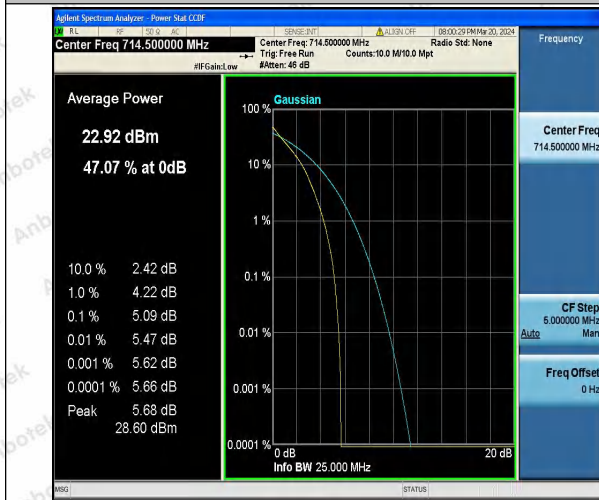 Agilent Spectrum Analyzer - Power Stat CCDF
RL RF 50 Ω AC SENSE:INT ALIGN OFF 08:00:29 PM Mar 20, 2024
Center Freq 714.500000 MHz
Center Freq: 714.500000 MHz Radio Std: None
Trig: Free Run Counts:10.0 M/10.0 Mpt
#IFGain:Low #Atten: 46 dB
Frequency
Average Power
22.92 dBm
47.07 % at 0dB
10.0 % 2.42 dB
1.0 % 4.22 dB
0.1 % 5.09 dB
0.01 % 5.47 dB
0.001 % 5.62 dB
0.0001 % 5.66 dB
Peak 5.68 dB
28.60 dBm
Gaussian
100 %
10 %
1 %
0.1 %
0.01 %
0.001 %
0.0001 %
0 dB 20 dB
Info BW 25.000 MHz
Center Freq
714.500000 MHz
CF Step
5.000000 MHz
Auto Man
Freq Offset
0 Hz
MSG STATUS